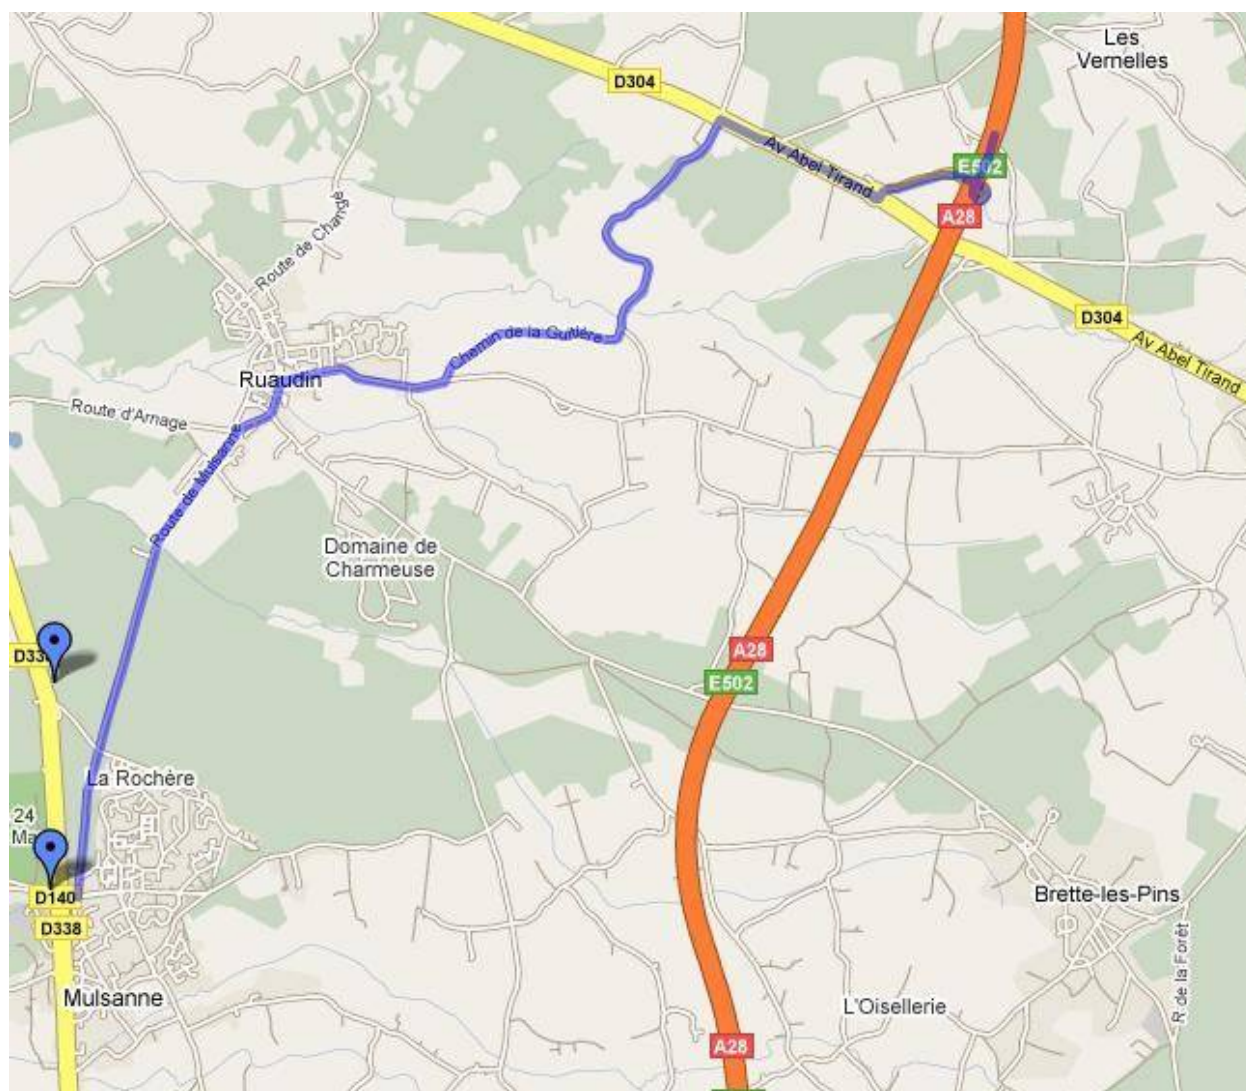 Les
Vernelles
D304
Av Abel Tirand
E502
A28
Route de Changé
D304
Av Abel Tirand
Chemin de la Guitière
Ruaudin
Route d'Arnage
Route de Mulsanne
Domaine de
Charmeuse
A28
E502
La Rochère
24
D140
D338
Brette-les-Pins
R de la Forêt
Mulsanne
L'Oisellerie
A28